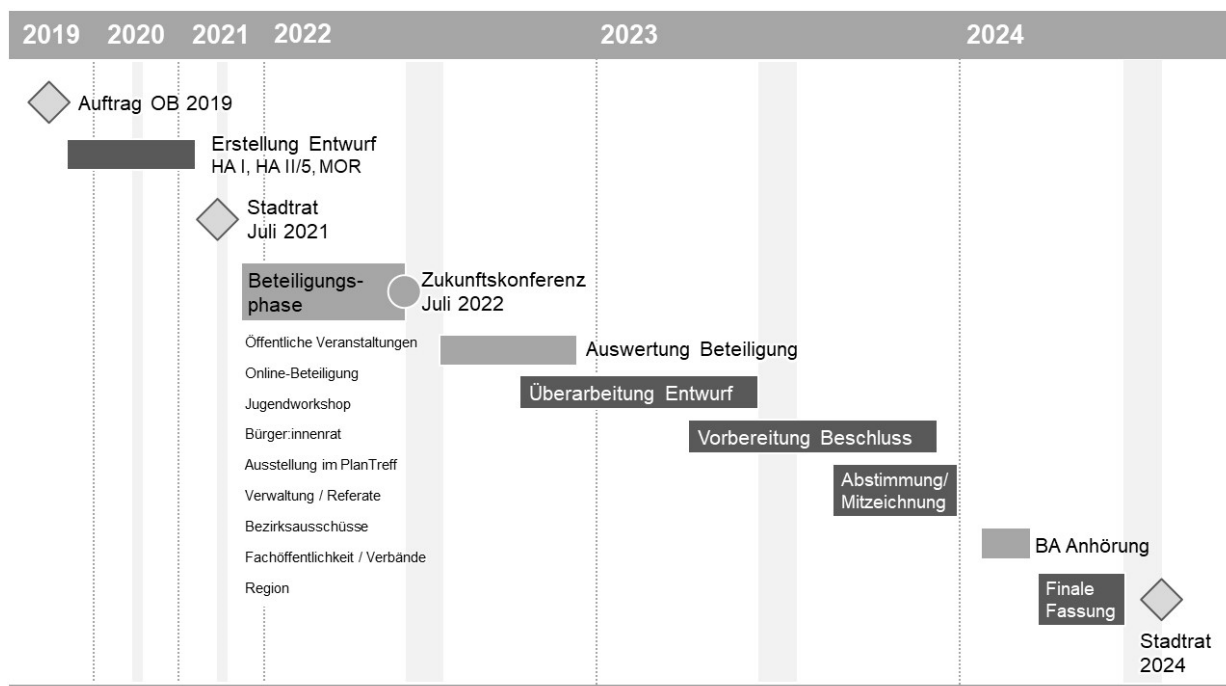 2019 2020 2021 2022 2023 2024
Auftrag OB 2019
Erstellung Entwurf
HA I, HA II/5, MOR
Stadtrat
Juli 2021
Beteiligungs-
phase
Zukunftskonferenz
Juli 2022
Öffentliche Veranstaltungen
Online-Beteiligung
Jugendworkshop
Bürger:innenrat
Ausstellung im PlanTreff
Verwaltung / Referate
Bezirksausschüsse
Fachöffentlichkeit / Verbände
Region
Auswertung Beteiligung
Überarbeitung Entwurf
Vorbereitung Beschluss
Abstimmung/
Mitzeichnung
BA Anhörung
Finale
Fassung
Stadtrat
2024